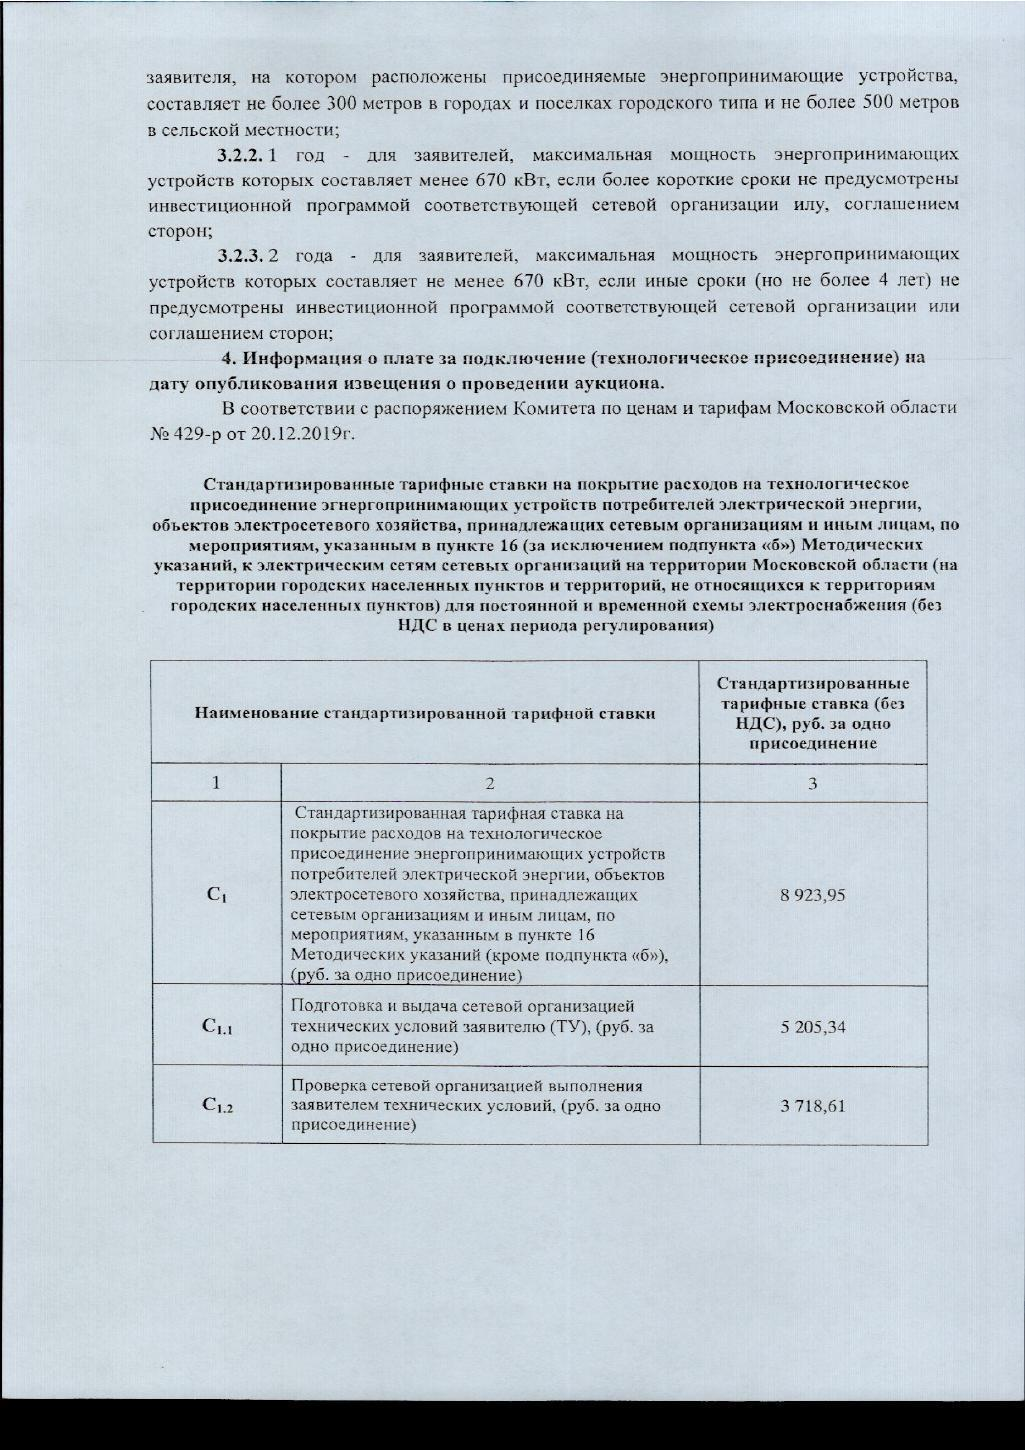 заявителя, на котором расположены присоединяемые энергопринимающие устройства,
составляет не более 300 метров в городах и поселках городского типа и не более 500 метров
в сельской местности;
3.2.2. 1 год - для заявителей, максимальная мощность энергопринимающих
устройств которых составляет менее 670 кВт, если более короткие сроки не предусмотрены
инвестиционной программой соответствующей сетевой организации илу, соглашением
сторон;
3.2.3. 2 года - для заявителей, максимальная мощность энергопринимающих
устройств которых составляет не менее 670 кВт, если иные сроки (но не более 4 лет) не
предусмотрены инвестиционной программой соответствующей сетевой организации или
соглашением сторон;
4. Информация о плате за подключение (технологическое присоединение) на
дату опубликования извещения о проведении аукциона.
В соответствии с распоряжением Комитета по ценам и тарифам Московской области
№ 429-р от 20.12.2019г.
Стандартизированные тарифные ставки на покрытие расходов на технологическое
присоединение эгнергопринимающих устройств потребителей электрической энергии,
объектов электросетевого хозяйства, принадлежащих сетевым организациям и иным лицам, по
мероприятиям, указанным в пункте 16 (за исключением подпункта «б») Методических
указаний, к электрическим сетям сетевых организаций на территории Московской области (на
территории городских населенных пунктов и территорий, не относящихся к территориям
городских населенных пунктов) для постоянной и временной схемы электроснабжения (без
НДС в ценах периода регулирования)
Наименование стандартизированной тарифной ставки
Стандартизированные
тарифные ставка (без
НДС), руб. за одно
присоединение
1 2 3
С1
Стандартизированная тарифная ставка на
покрытие расходов на технологическое
присоединение энергопринимающих устройств
потребителей электрической энергии, объектов
электросетевого хозяйства, принадлежащих
сетевым организациям и иным лицам, по
мероприятиям, указанным в пункте 16
Методических указаний (кроме подпункта «б»),
(руб. за одно присоединение)
8 923,95
С1.1
Подготовка и выдача сетевой организацией
технических условий заявителю (ТУ), (руб. за
одно присоединение)
5 205,34
С1.2
Проверка сетевой организацией выполнения
заявителем технических условий, (руб. за одно
присоединение)
3 718,61